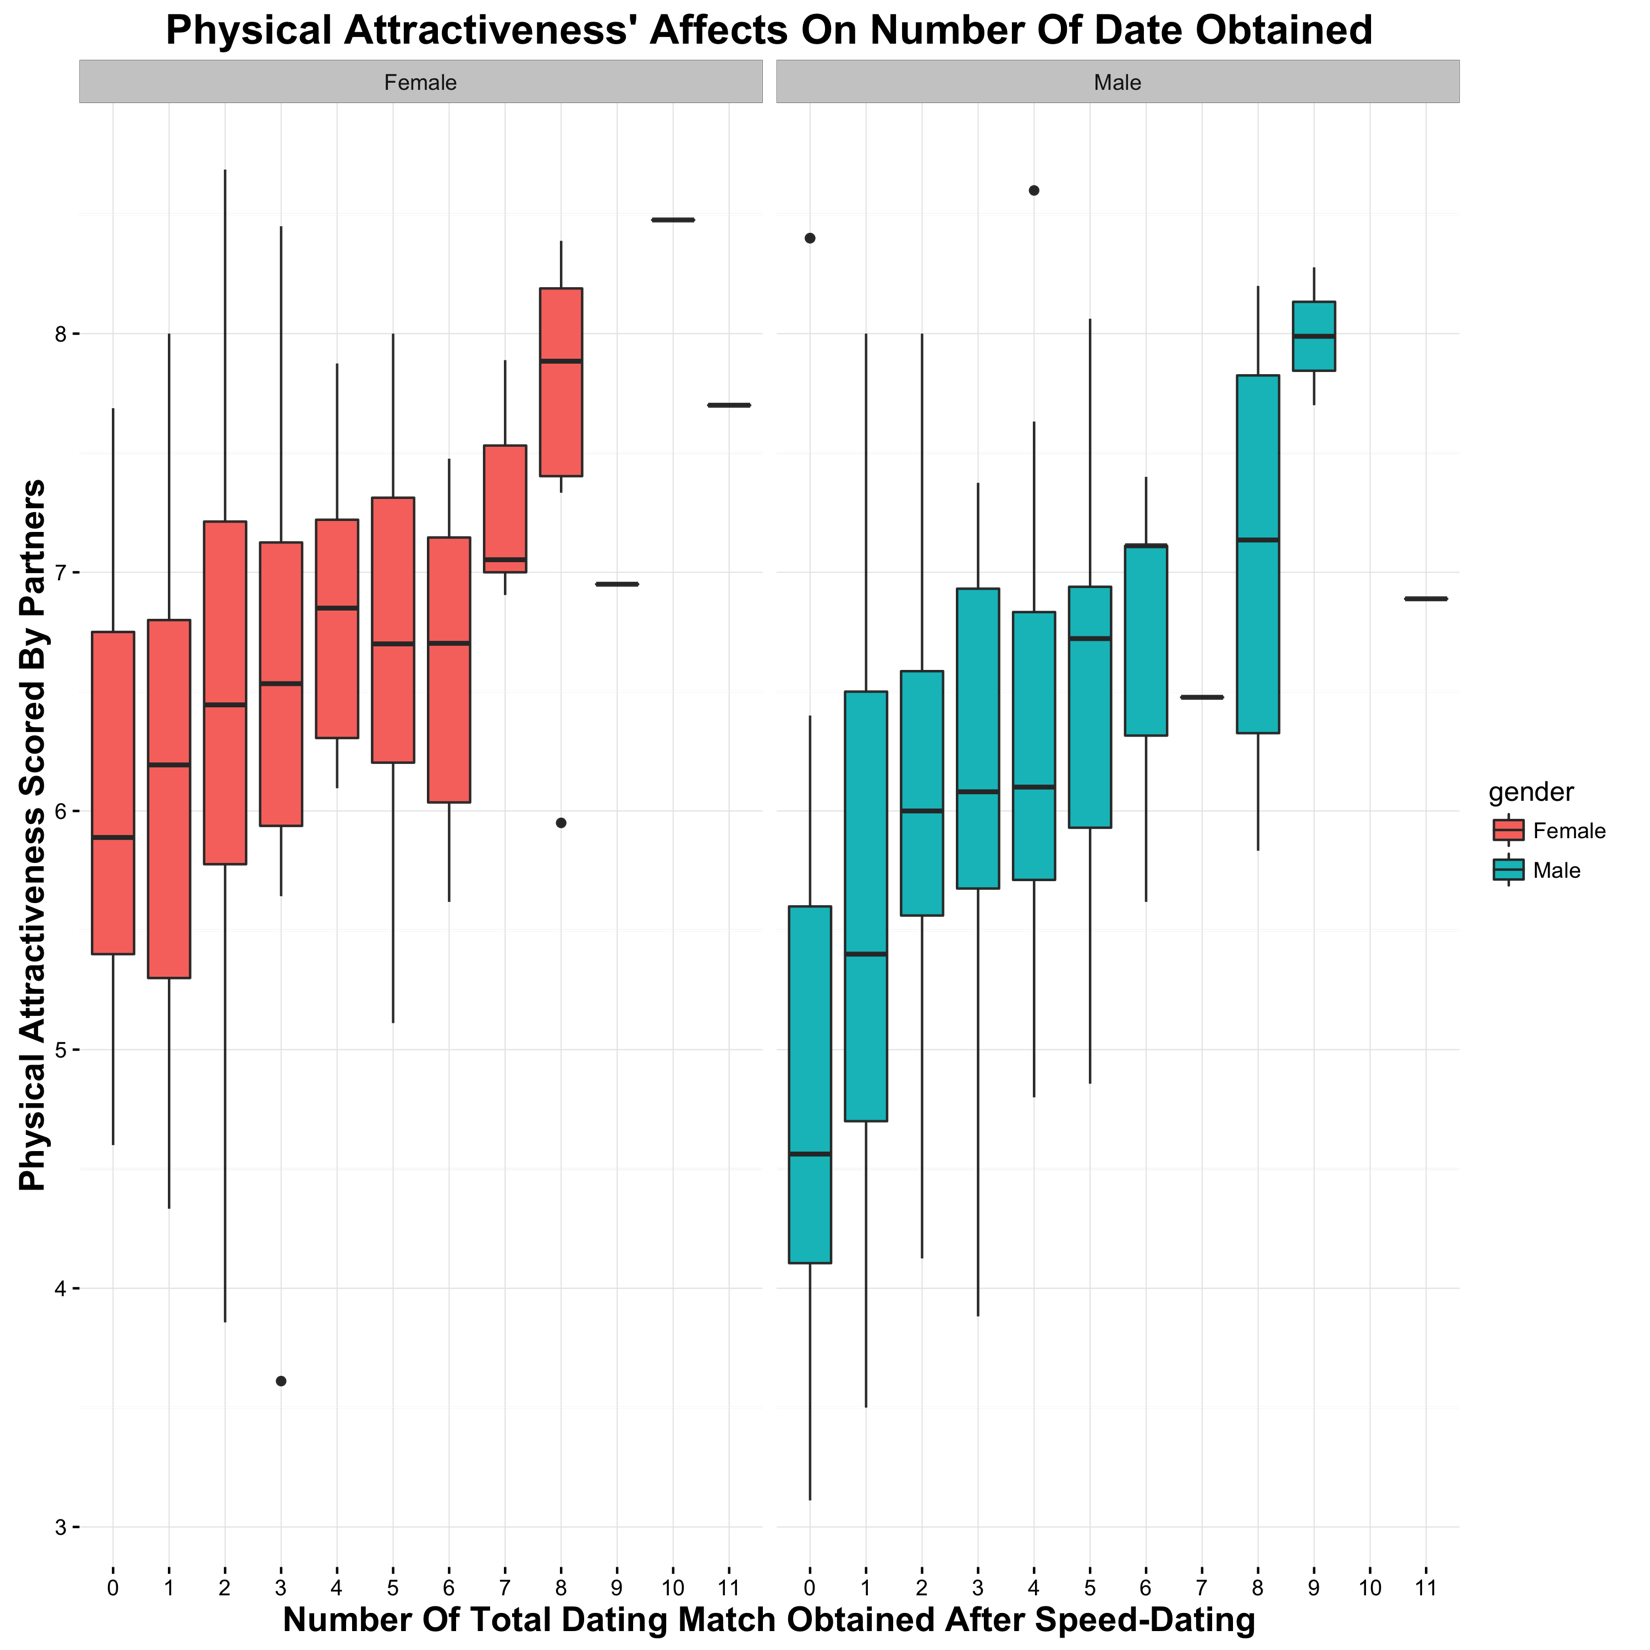 Physical Attractiveness' Affects On Number Of Date Obtained
Female
Male
Physical Attractiveness Scored By Partners
8
7
6
5
4
3
0 1 2 3 4 5 6 7 8 9 10 11
0 1 2 3 4 5 6 7 8 9 10 11
Number Of Total Dating Match Obtained After Speed-Dating
gender
Female
Male